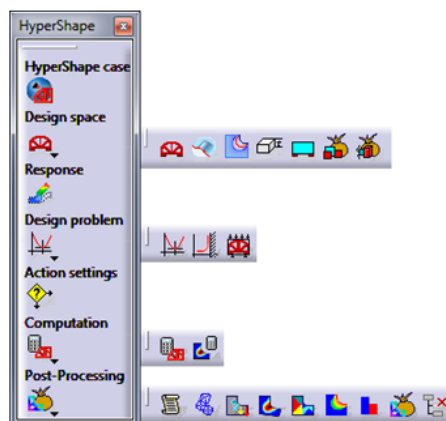 HyperShape
HyperShape case
Design space
Response
Design problem
Action settings
Computation
Post-Processing